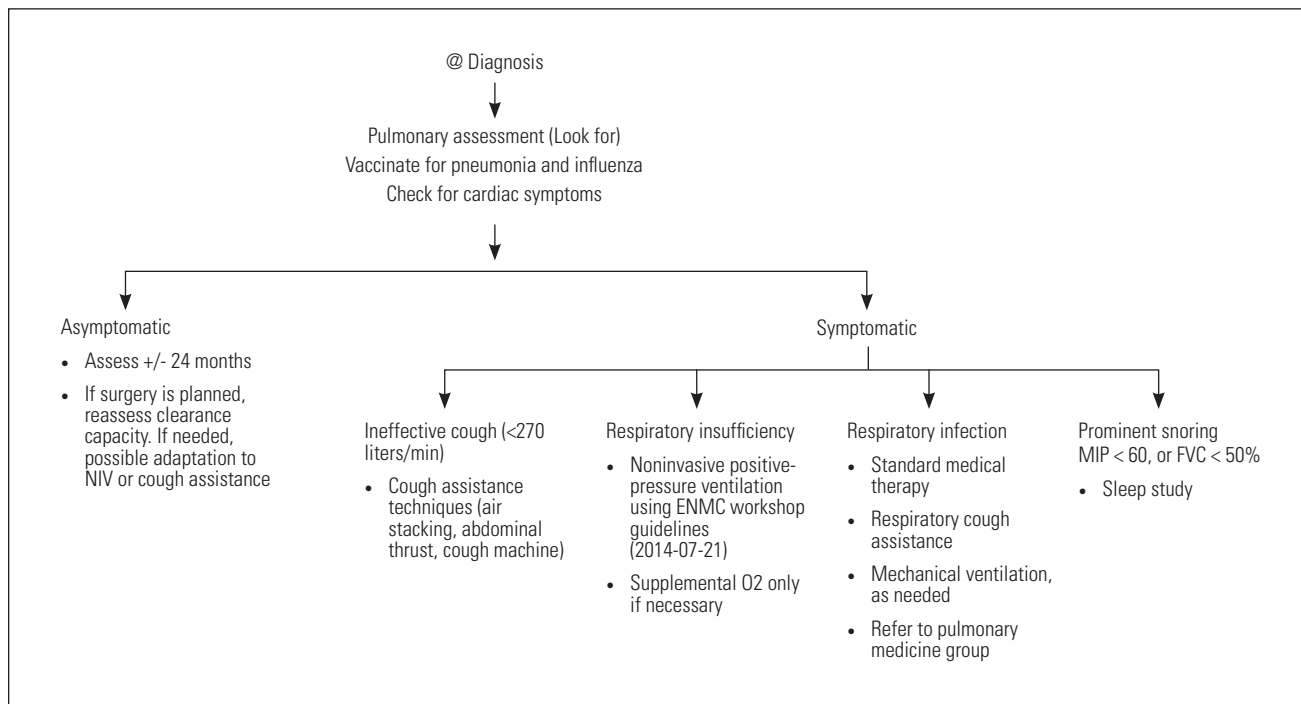 @ Diagnosis
Pulmonary assessment (Look for)
Vaccinate for pneumonia and influenza
Check for cardiac symptoms
Asymptomatic
• Assess +/- 24 months
• If surgery is planned,
reassess clearance
capacity. If needed,
possible adaptation to
NIV or cough assistance
Symptomatic
Ineffective cough (<270
liters/min)
• Cough assistance
techniques (air
stacking, abdominal
thrust, cough machine)
Respiratory insufficiency
• Noninvasive positive-
pressure ventilation
using ENMC workshop
guidelines
(2014-07-21)
• Supplemental O2 only
if necessary
Respiratory infection
• Standard medical
therapy
• Respiratory cough
assistance
• Mechanical ventilation,
as needed
• Refer to pulmonary
medicine group
Prominent snoring
MIP < 60, or FVC < 50%
• Sleep study